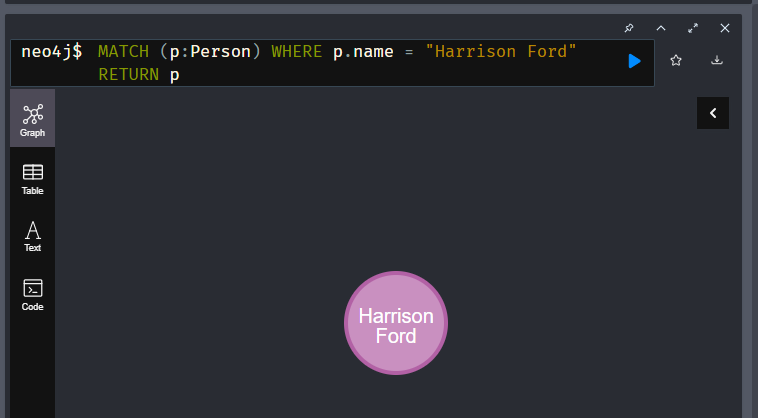 neo4j$ MATCH (p:Person) WHERE p.name = "Harrison Ford"
RETURN p
Graph
Table
Text
Code
Harrison
Ford